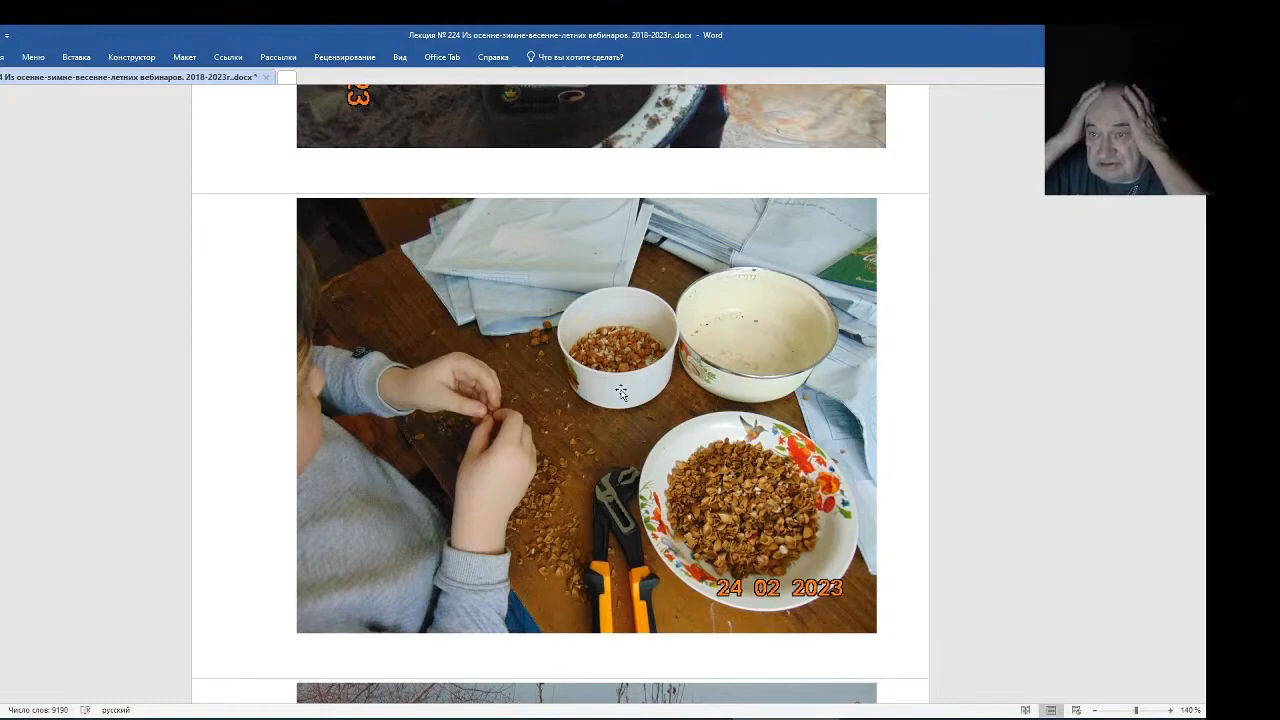 Лекция № 224 Из осенне-зимне-весенне-летних вебинаров. 2018-2023г..docx - Word
я Меню Вставка Конструктор Макет Ссылки Рассылки Рецензирование Вид Office Tab Справка Что вы хотите сделать?
4 Из осенне-зимне-весенне-летних вебинаров. 2018-2023г..docx *
23
24 02 2023
Число слов: 9190 русский 140 %